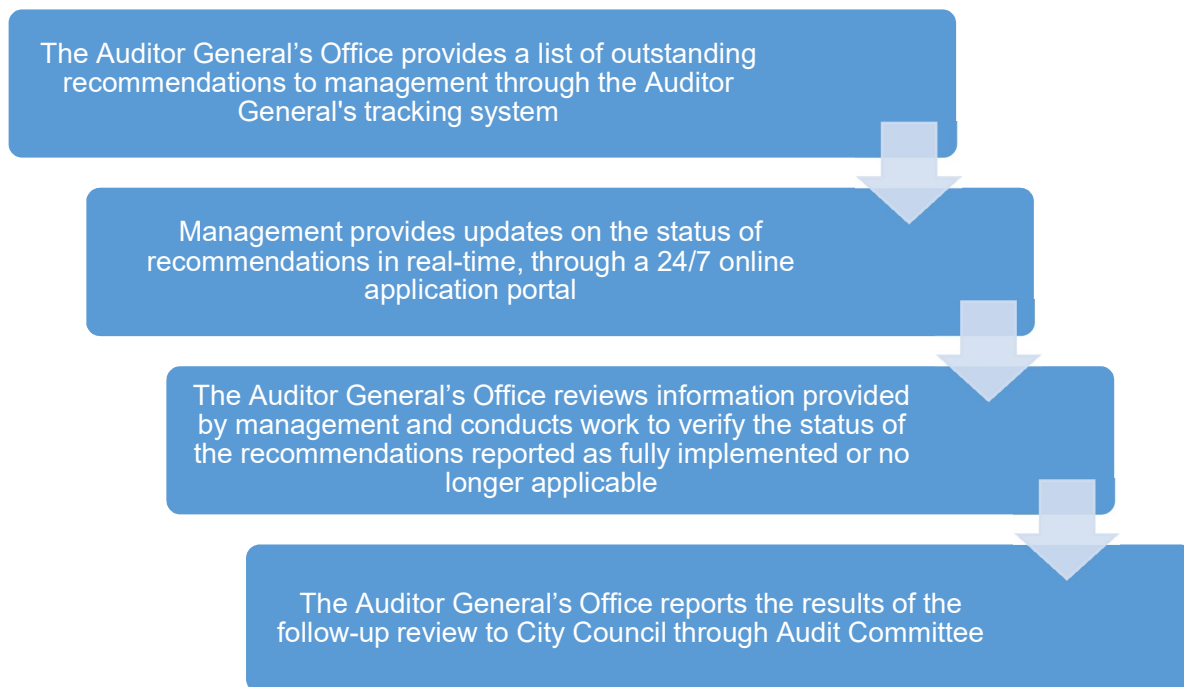 The Auditor General’s Office provides a list of outstanding
recommendations to management through the Auditor
General's tracking system
Management provides updates on the status of
recommendations in real-time, through a 24/7 online
application portal
The Auditor General’s Office reviews information provided
by management and conducts work to verify the status of
the recommendations reported as fully implemented or no
longer applicable
The Auditor General’s Office reports the results of the
follow-up review to City Council through Audit Committee